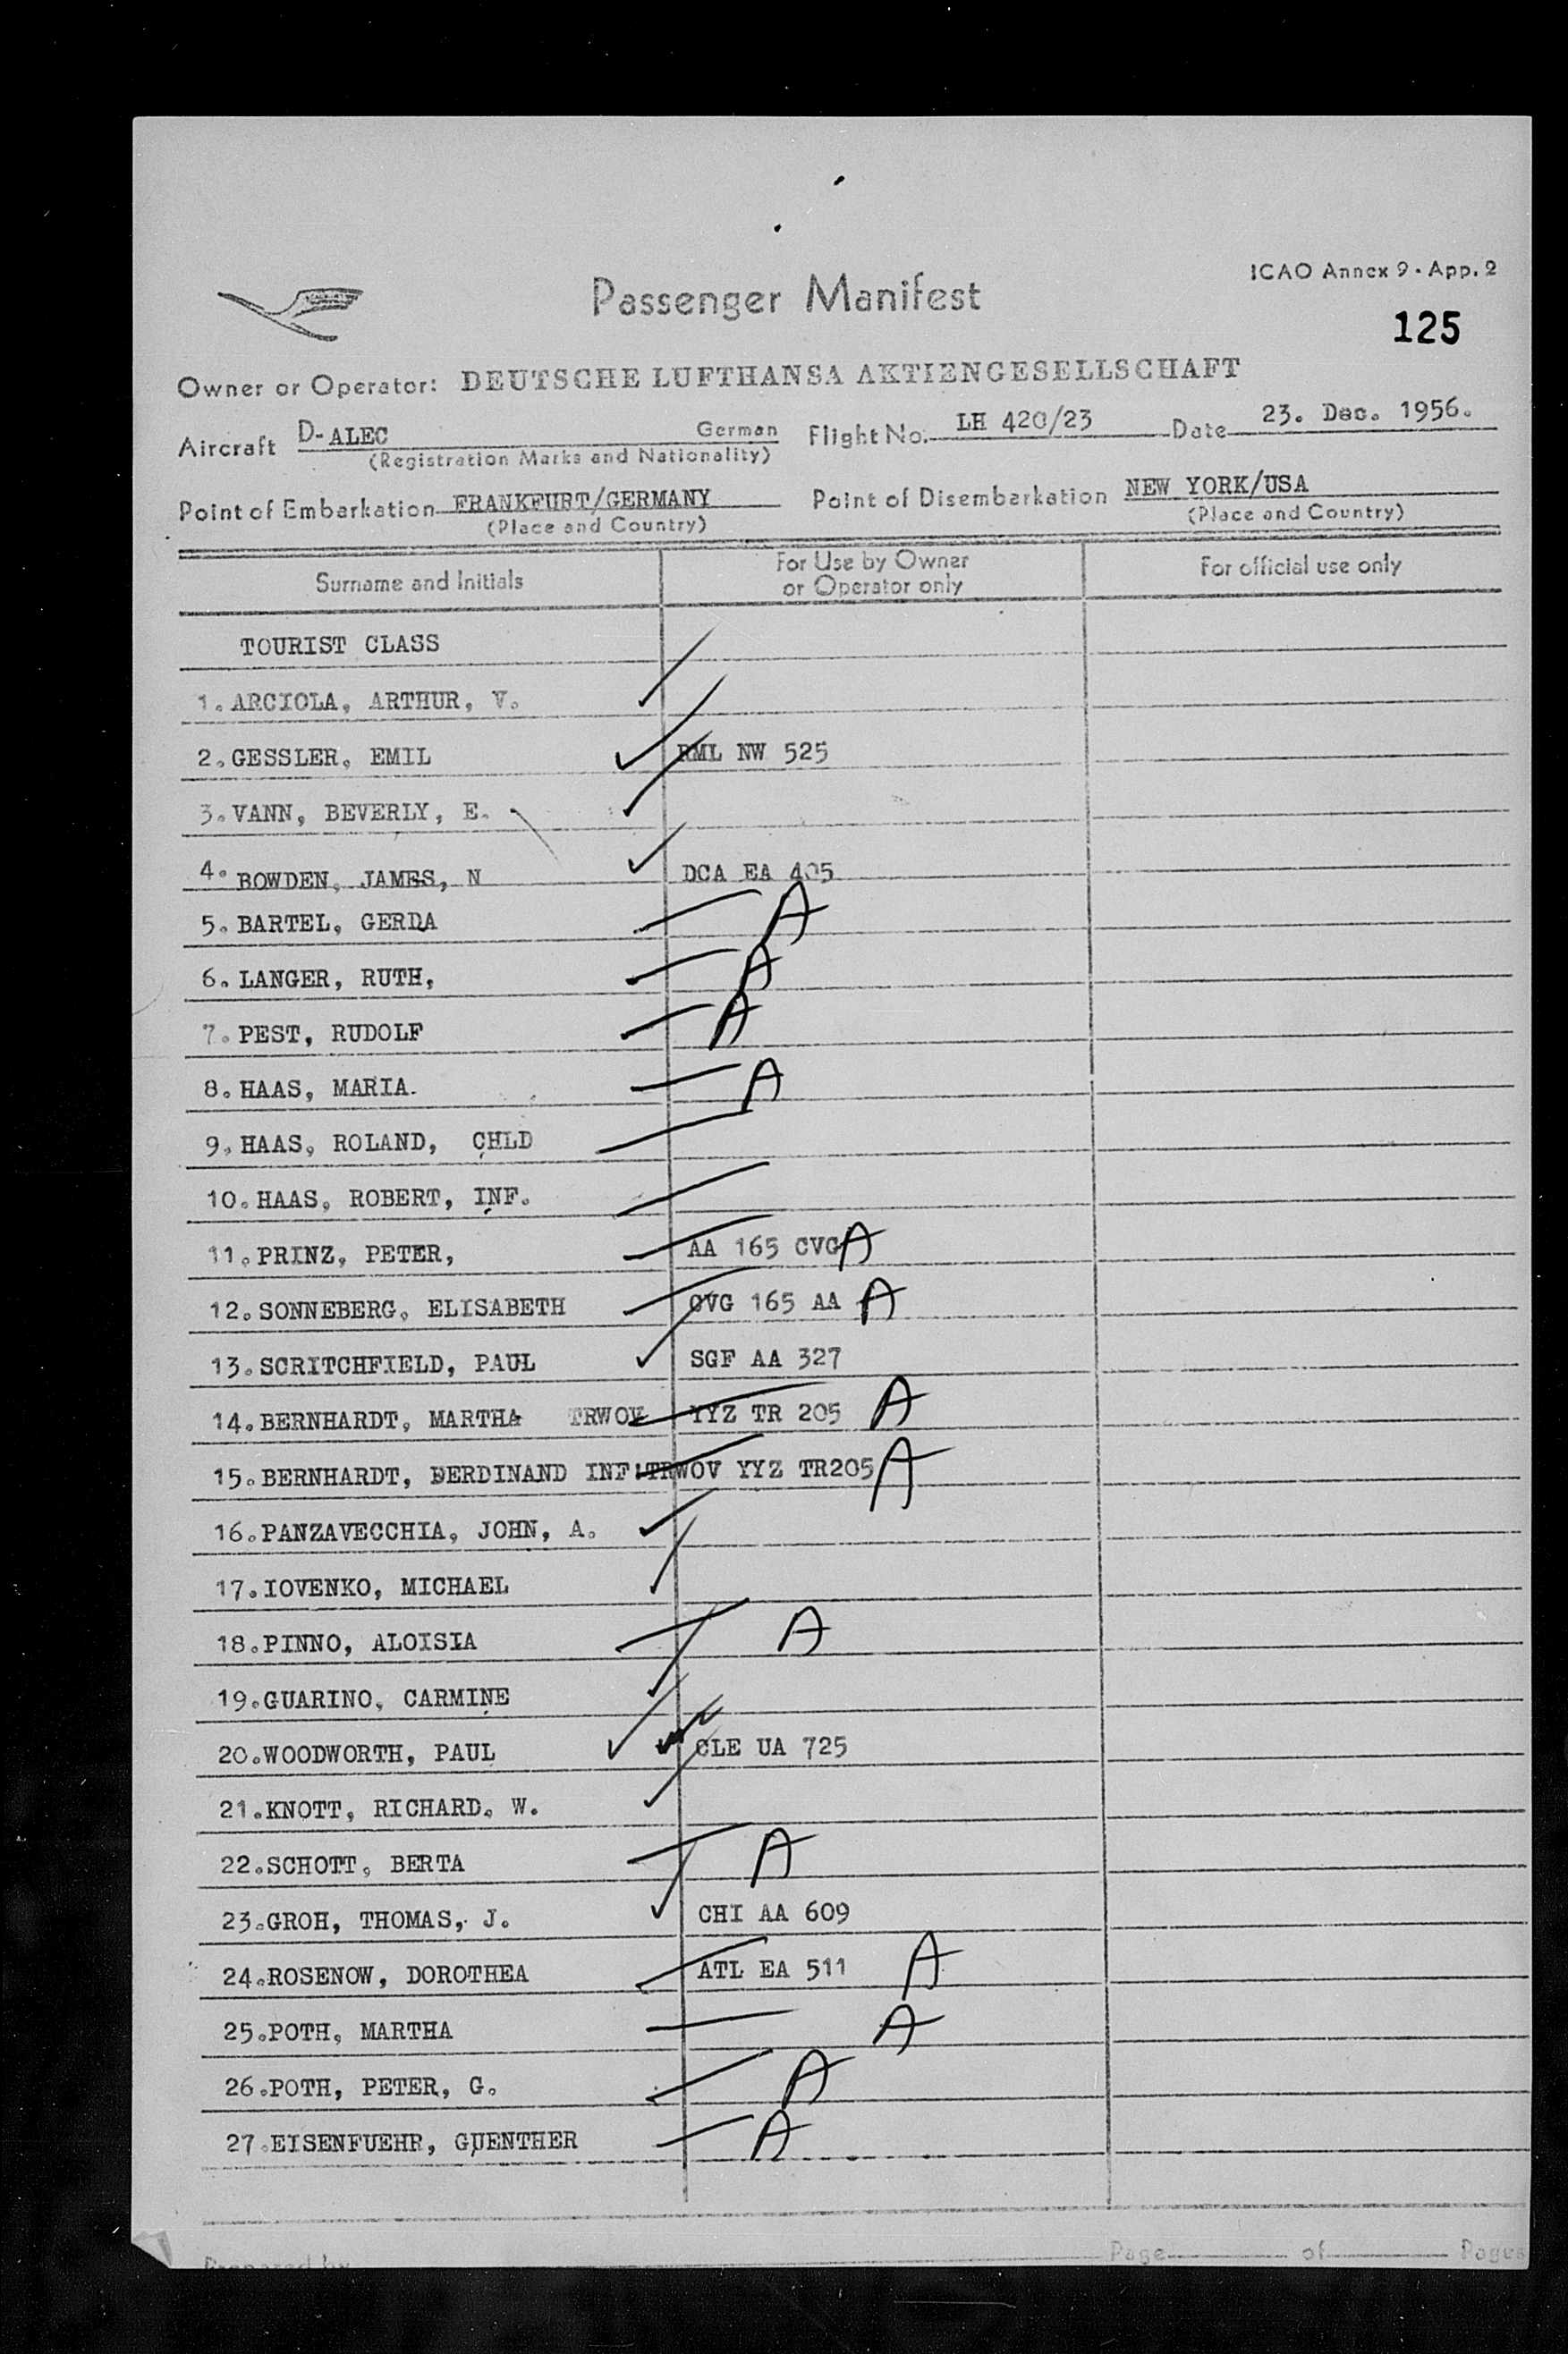 ICAO Annex 9 - App. 2
Passenger Manifest
125
Owner or Operator: DEUTSCHE LUFTHANSA AKTIENGESELLSCHAFT
Aircraft D-ALEC German Flight No. LH 420/23 Date 23. Dec. 1956.
(Registration Marks and Nationality)
Point of Embarkation FRANKFURT/GERMANY Point of Disembarkation NEW YORK/USA
(Place and Country) (Place and Country)
Surname and Initials For Use by Owner or Operator only For official use only
TOURIST CLASS
1. ARCIOLA, ARTHUR, V.
2. GESSLER, EMIL RML NW 525
3. VANN, BEVERLY, E.
4. BOWDEN, JAMES, N DCA EA 405
5. BARTEL, GERDA A
6. LANGER, RUTH, A
7. PEST, RUDOLF A
8. HAAS, MARIA. A
9. HAAS, ROLAND, CHLD
10. HAAS, ROBERT, INF.
11. PRINZ, PETER, AA 165 CVG A
12. SONNEBERG, ELISABETH CVG 165 AA A
13. SCRITCHFIELD, PAUL SGF AA 327
14. BERNHARDT, MARTHA TRWOV YYZ TR 205 A
15. BERNHARDT, DERDINAND INF TRWOV YYZ TR205 A
16. PANZAVECCHIA, JOHN, A.
17. IOVENKO, MICHAEL
18. PINNO, ALOISIA A
19. GUARINO, CARMINE
20. WOODWORTH, PAUL CLE UA 725
21. KNOTT, RICHARD, W.
22. SCHOTT, BERTA A
23. GROH, THOMAS, J. CHI AA 609
24. ROSENOW, DOROTHEA ATL EA 511 A
25. POTH, MARTHA A
26. POTH, PETER, G. A
27. EISENFUEHR, GUENTHER A
Prepared by Page of Pages